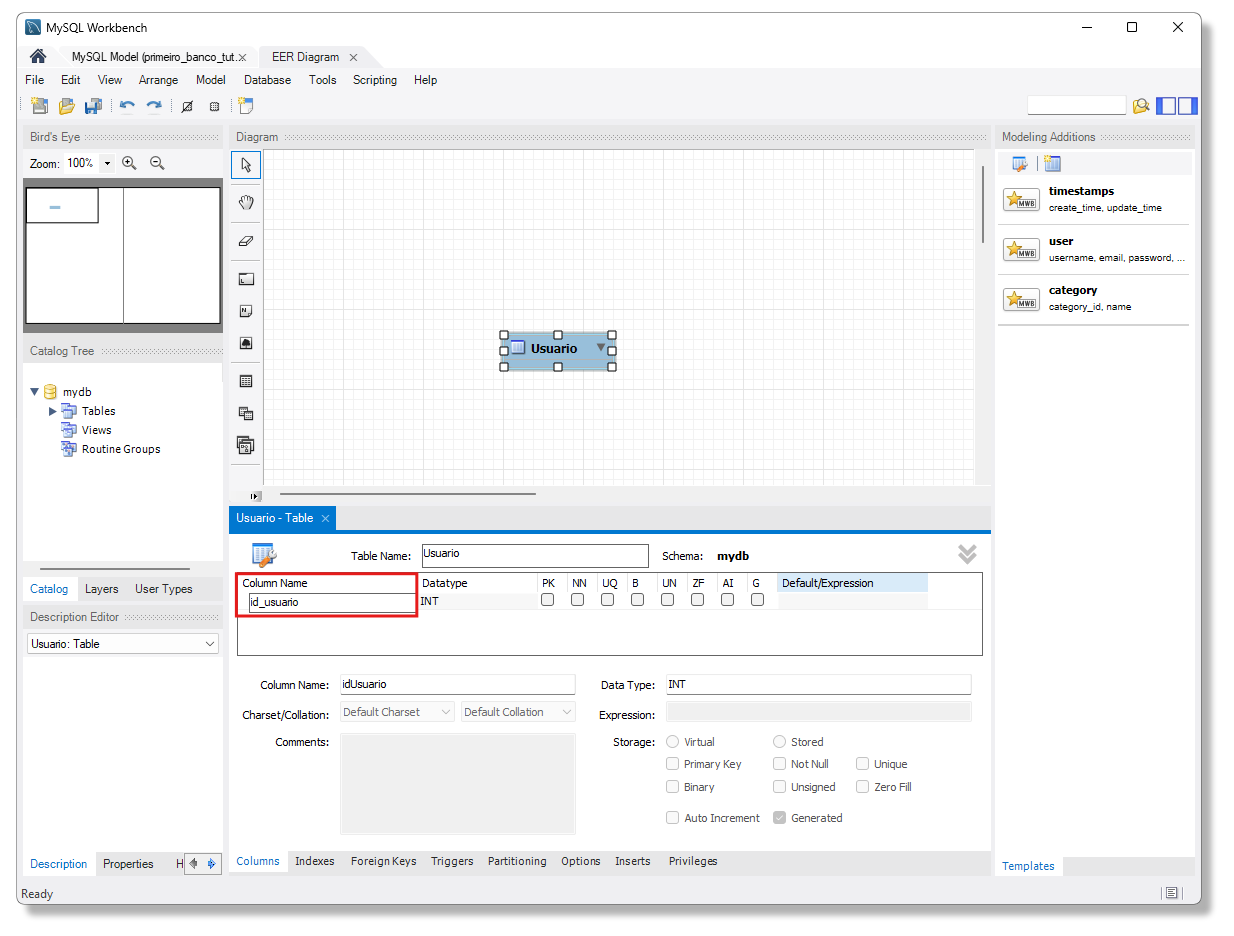 MySQL Workbench
MySQL Model (primeiro_banco_tut.× EER Diagram ×
File Edit View Arrange Model Database Tools Scripting Help
Bird's Eye
Zoom: 100%
Catalog Tree
mydb
Tables
Views
Routine Groups
Catalog Layers User Types
Description Editor
Usuario: Table
Description Properties H
Diagram
Usuario
Usuario - Table ×
Table Name: Usuario Schema: mydb
Column Name Datatype PK NN UQ B UN ZF AI G Default/Expression
id_usuario INT
Column Name: idUsuario Data Type: INT
Charset/Collation: Default Charset Default Collation Expression:
Comments: Storage: Virtual Stored
Primary Key Not Null Unique
Binary Unsigned Zero Fill
Auto Increment Generated
Columns Indexes Foreign Keys Triggers Partitioning Options Inserts Privileges
Modeling Additions
MWB timestamps
create_time, update_time
MWB user
username, email, password, ...
MWB category
category_id, name
Templates
Ready